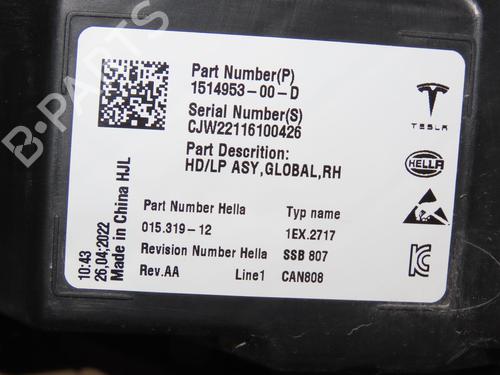 Part Number(P)
1514953-00-D
Serial Number(S)
CJW22116100426
Part Descrition:
HD/LP ASY,GLOBAL,RH
TESLA
HELLA
Part Number Hella Typ name
015.319-12 1EX.2717
Revision Number Hella SSB 807
Rev.AA Line1 CAN808
10:43
26,04;2022
Made in China HJL
B-PARTS